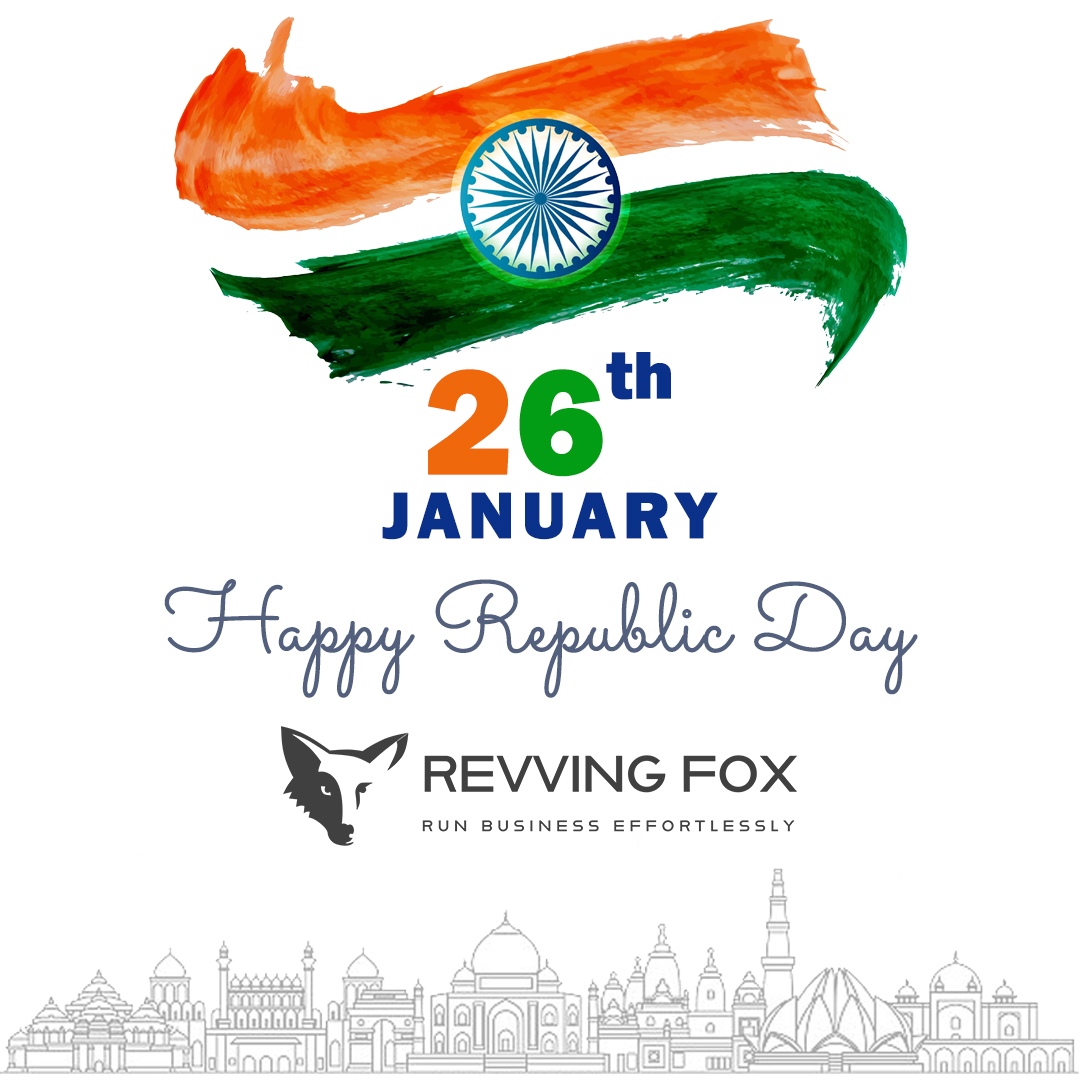 26th
JANUARY
Happy Republic Day
REVVING FOX
RUN BUSINESS EFFORTLESSLY